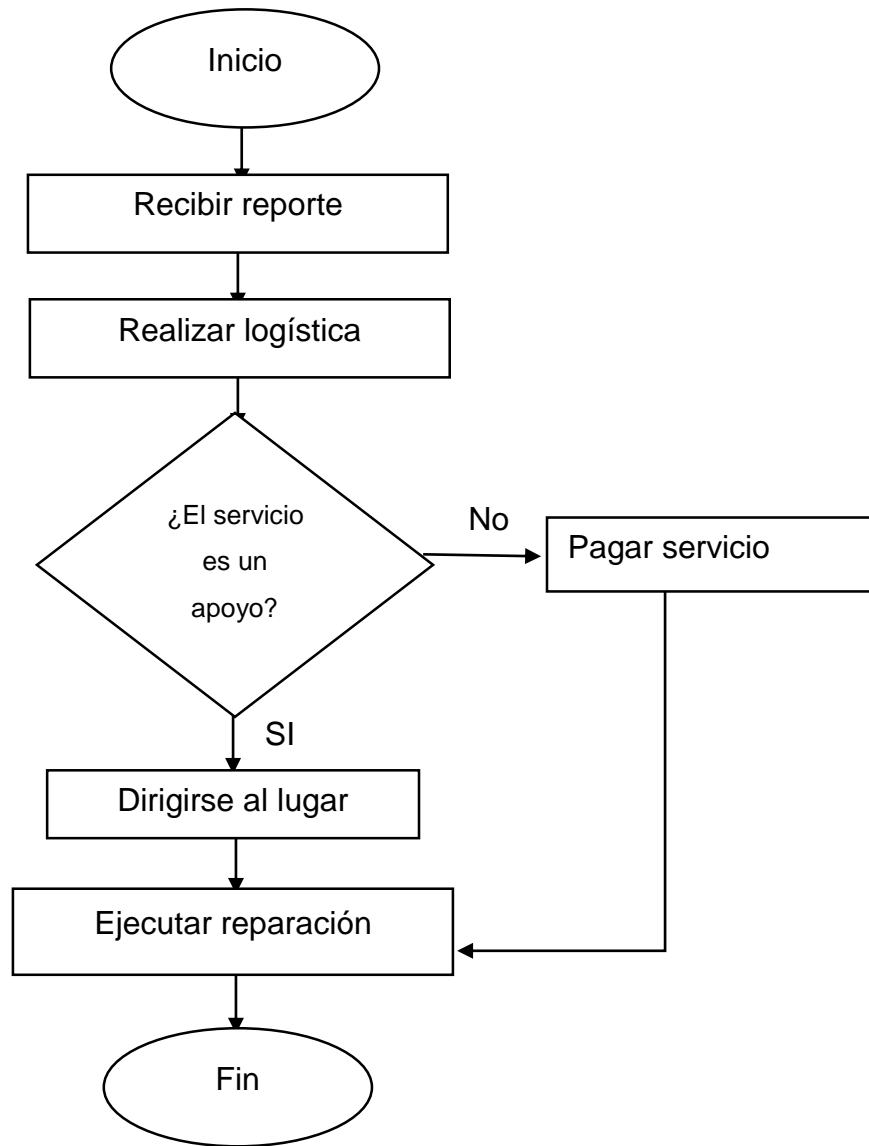 Inicio
Recibir reporte
Realizar logística
¿El servicio
es un
apoyo?
No
Pagar servicio
SI
Dirigirse al lugar
Ejecutar reparación
Fin